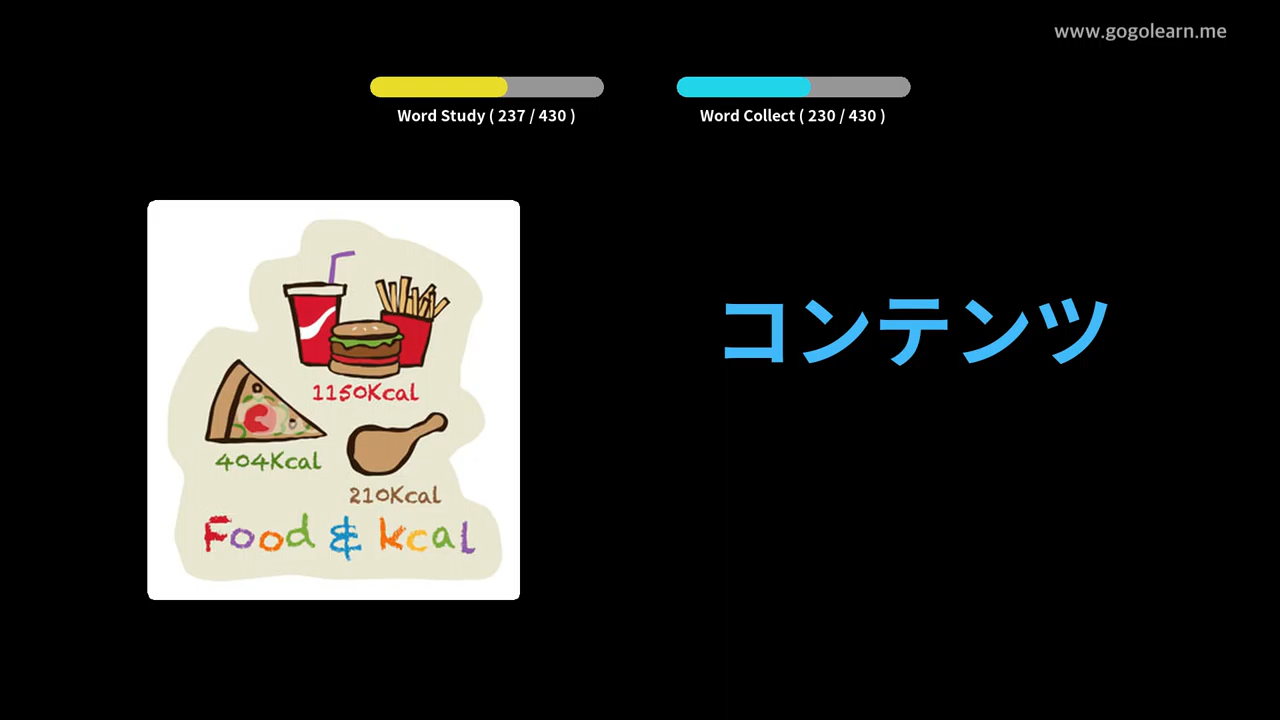 www.gogolearn.me
Word Study ( 237 / 430 )
Word Collect ( 230 / 430 )
コンテンツ
1150Kcal
404Kcal
210Kcal
Food & kcal